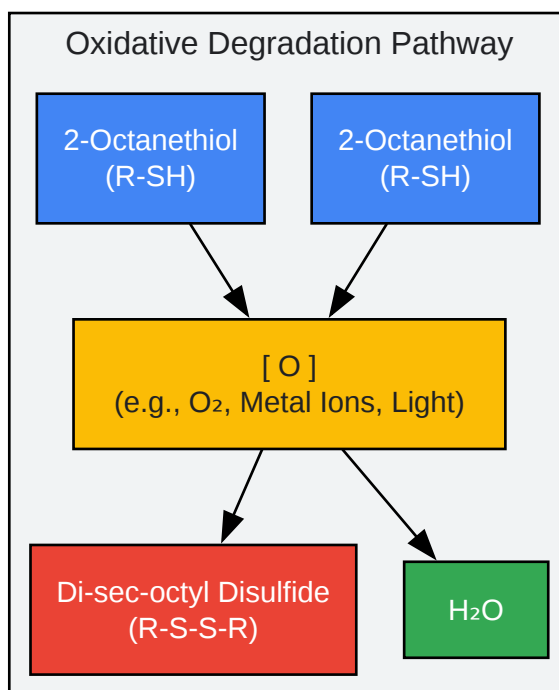 Oxidative Degradation Pathway
2-Octanethiol
(R-SH)
2-Octanethiol
(R-SH)
[ O ]
(e.g., O₂, Metal Ions, Light)
Di-sec-octyl Disulfide
(R-S-S-R)
H₂O